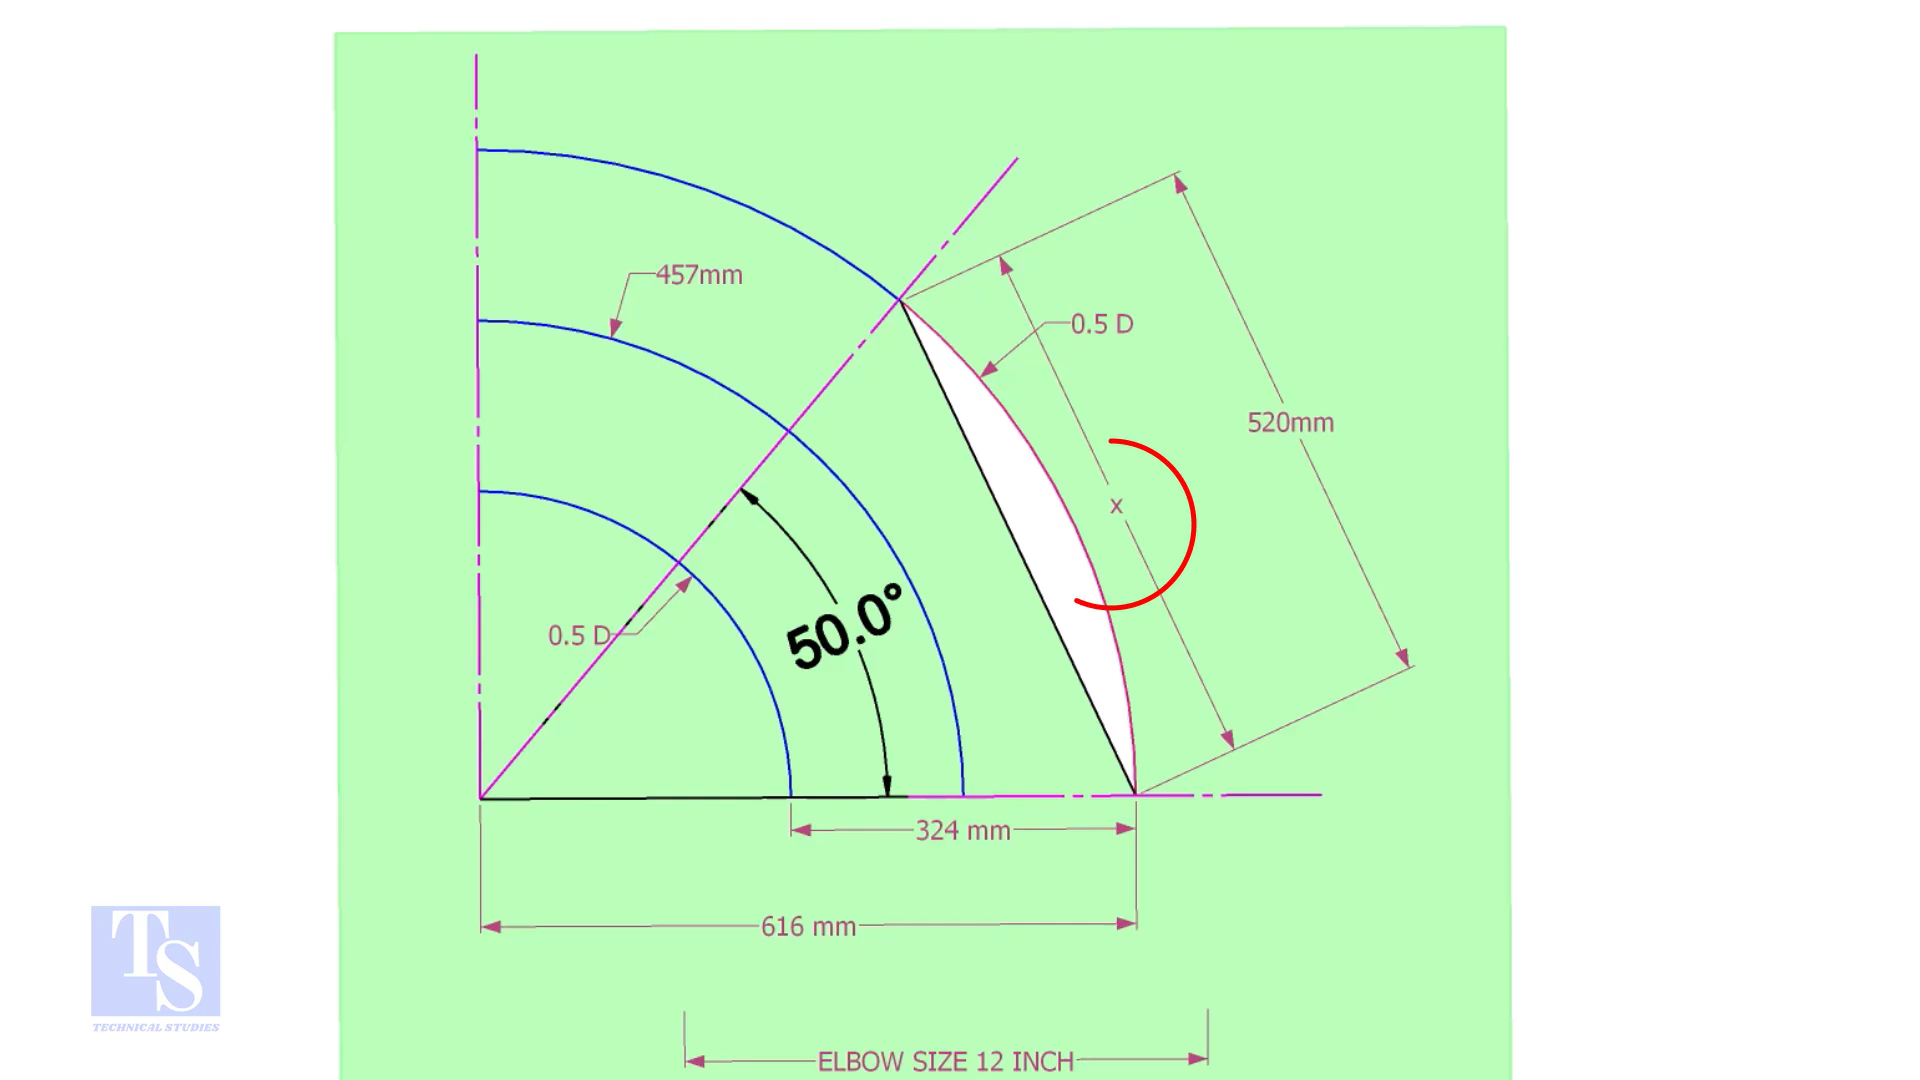 457mm
0.5 D
520mm
x
50.0°
0.5 D
324 mm
616 mm
TS
TECHNICAL STUDIES
ELBOW SIZE 12 INCH